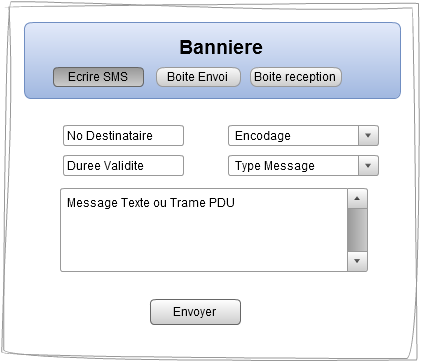 Banniere
Ecrire SMS
Boite Envoi
Boite reception
No Destinataire
Encodage
Duree Validite
Type Message
Message Texte ou Trame PDU
Envoyer